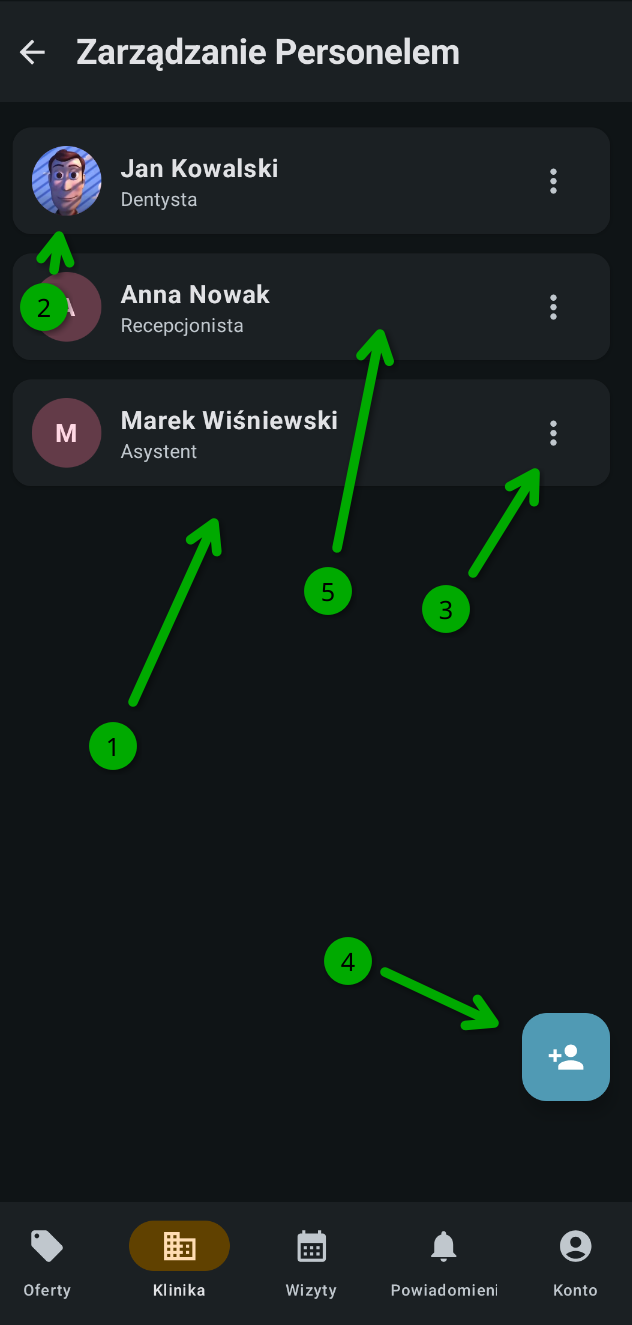 Zarządzanie Personelem
Jan Kowalski
Dentysta
2
A
Anna Nowak
Recepcjonista
M
Marek Wiśniewski
Asystent
5
3
1
4
Oferty
Klinika
Wizyty
Powiadomieni
Konto